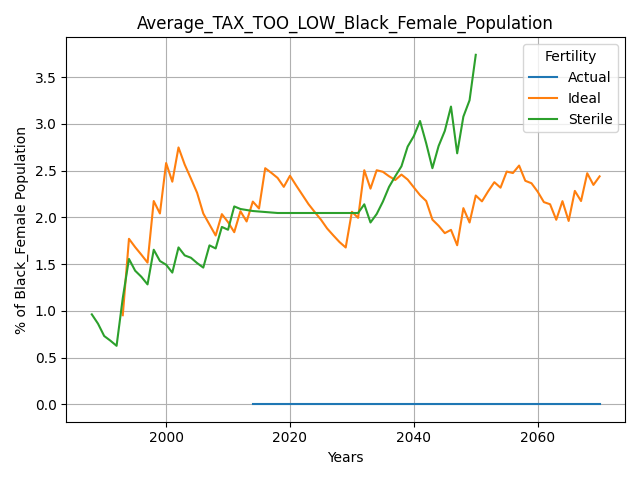 Average_TAX_TOO_LOW_Black_Female_Population
Fertility
Actual
Ideal
Sterile
% of Black_Female Population
3.5
3.0
2.5
2.0
1.5
1.0
0.5
0.0
2000 2020 2040 2060
Years